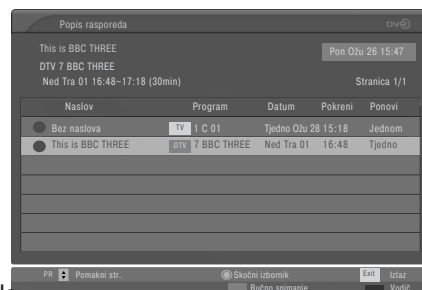 Popis rasporeda
This is BBC THREE Pon Ožu 26 15:47
DTV 7 BBC THREE
Ned Tra 01 16:48~17:18 (30min) Stranica 1/1
Naslov Program Datum Pokreni Ponovi
Bez naslova TV 1 C 01 Tjedno Ožu 28 15:18 Jednom
This is BBC THREE DTV 7 BBC THREE Ned Tra 01 16:48 Tjedno
PR Pomakni str. Skočni izbornik Exit Izlaz
Ručno snimanje Vodič